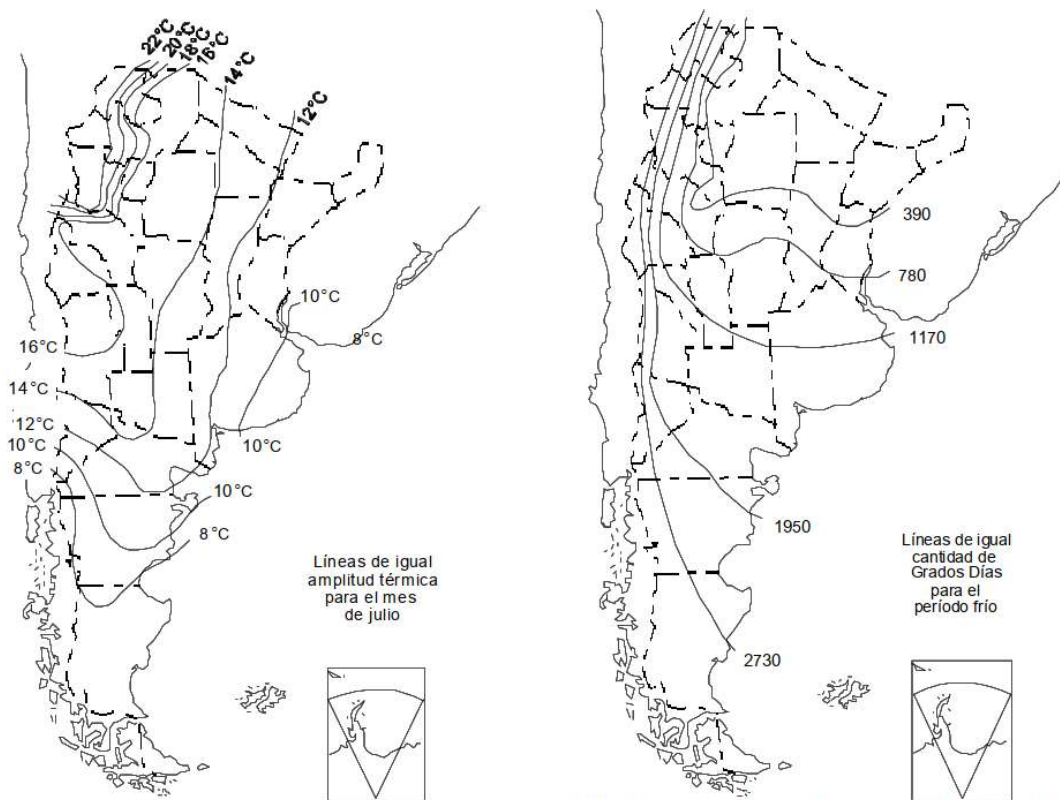 22°C
20°C
18°C
16°C
14°C
12°C
10°C
8°C
16°C
14°C
12°C
10°C
8°C
10°C
10°C
8°C
Líneas de igual
amplitud térmica
para el mes
de julio
390
780
1170
1950
2730
Líneas de igual
cantidad de
Grados Días
para el
período frío